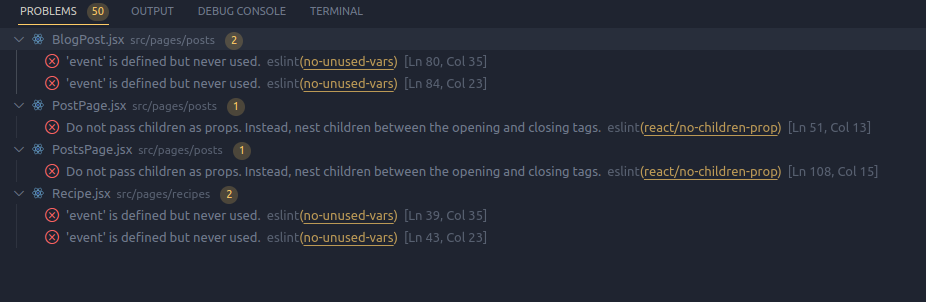 PROBLEMS 50 OUTPUT DEBUG CONSOLE TERMINAL
BlogPost.jsx src/pages/posts 2
'event' is defined but never used. eslint(no-unused-vars) [Ln 80, Col 35]
'event' is defined but never used. eslint(no-unused-vars) [Ln 84, Col 23]
PostPage.jsx src/pages/posts 1
Do not pass children as props. Instead, nest children between the opening and closing tags. eslint(react/no-children-prop) [Ln 51, Col 13]
PostsPage.jsx src/pages/posts 1
Do not pass children as props. Instead, nest children between the opening and closing tags. eslint(react/no-children-prop) [Ln 108, Col 15]
Recipe.jsx src/pages/recipes 2
'event' is defined but never used. eslint(no-unused-vars) [Ln 39, Col 35]
'event' is defined but never used. eslint(no-unused-vars) [Ln 43, Col 23]